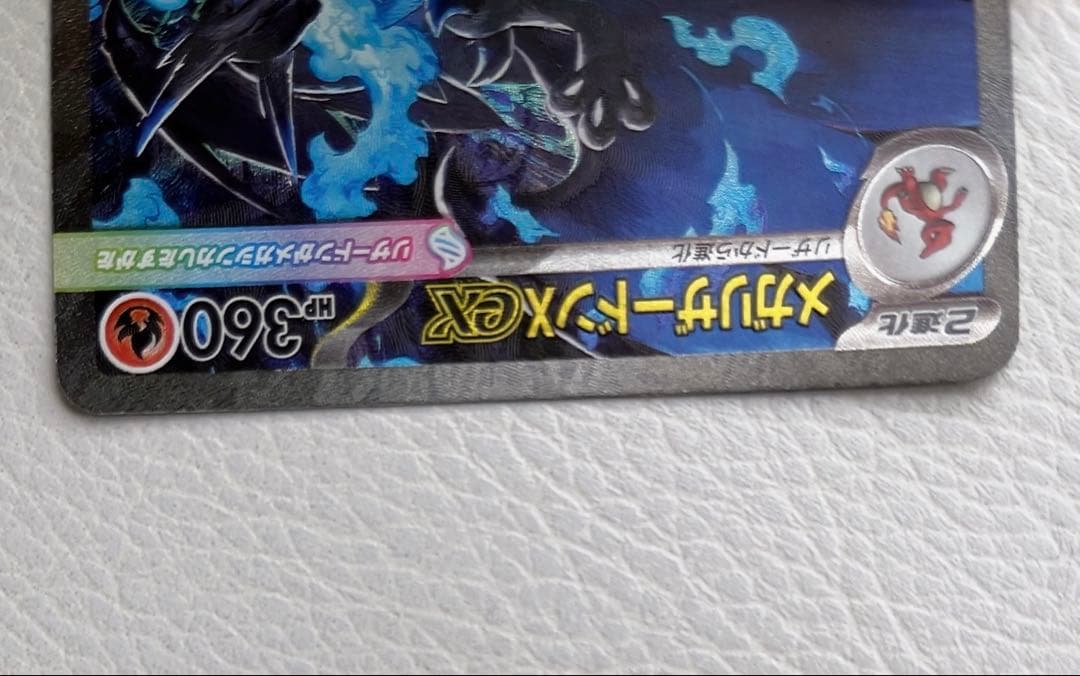 2進化
メガリザードンXex
HP360
リザードから進化
リザードンがメガシンカしたすがた